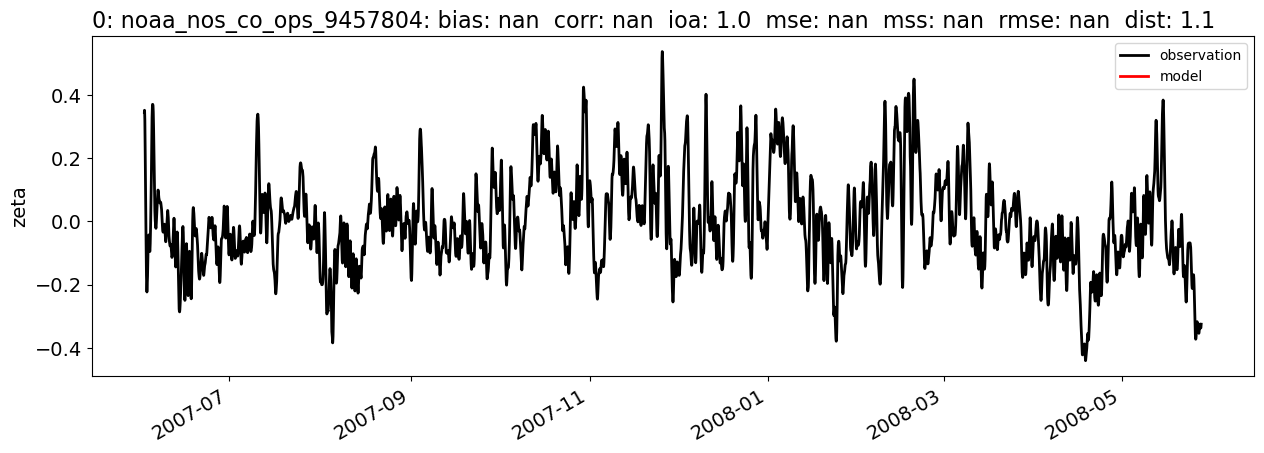 0: noaa_nos_co_ops_9457804: bias: nan  corr: nan  ioa: 1.0  mse: nan  mss: nan  rmse: nan  dist: 1.1
observation
model
zeta
0.4
0.2
0.0
−0.2
−0.4
2007-07
2007-09
2007-11
2008-01
2008-03
2008-05